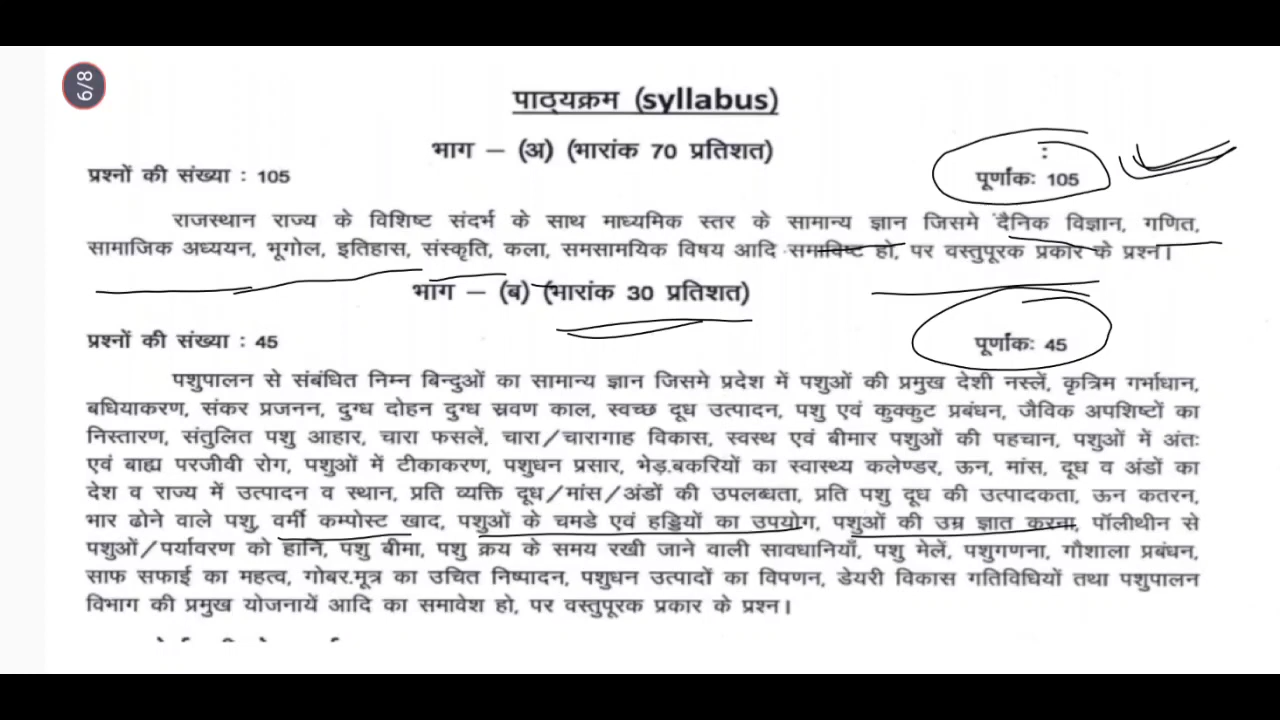 6/8
पाठ्यक्रम (syllabus)
भाग – (अ) (भारांक 70 प्रतिशत)
प्रश्नों की संख्या : 105
:
पूर्णांकः 105
राजस्थान राज्य के विशिष्ट संदर्भ के साथ माध्यमिक स्तर के सामान्य ज्ञान जिसमे दैनिक विज्ञान, गणित,
सामाजिक अध्ययन, भूगोल, इतिहास, संस्कृति, कला, समसामयिक विषय आदि समाविष्ट हो, पर वस्तुपूरक प्रकार के प्रश्न।
भाग – (ब) (भारांक 30 प्रतिशत)
प्रश्नों की संख्या : 45
पूर्णांकः 45
पशुपालन से संबंधित निम्न बिन्दुओं का सामान्य ज्ञान जिसमे प्रदेश में पशुओं की प्रमुख देशी नस्लें, कृत्रिम गर्भाधान,
बधियाकरण, संकर प्रजनन, दुग्ध दोहन दुग्ध स्रवण काल, स्वच्छ दूध उत्पादन, पशु एवं कुक्कुट प्रबंधन, जैविक अपशिष्टों का
निस्तारण, संतुलित पशु आहार, चारा फसलें, चारा/चारागाह विकास, स्वस्थ एवं बीमार पशुओं की पहचान, पशुओं में अंतः
एवं बाह्य परजीवी रोग, पशुओं में टीकाकरण, पशुधन प्रसार, भेड़.बकरियों का स्वास्थ्य कलेण्डर, ऊन, मांस, दूध व अंडों का
देश व राज्य में उत्पादन व स्थान, प्रति व्यक्ति दूध/मांस/अंडों की उपलब्धता, प्रति पशु दूध की उत्पादकता, ऊन कतरन,
भार ढोने वाले पशु, वर्मी कम्पोस्ट खाद, पशुओं के चमडे एवं हड्डियों का उपयोग, पशुओं की उम्र ज्ञात करना, पॉलीथीन से
पशुओं/पर्यावरण को हानि, पशु बीमा, पशु क्रय के समय रखी जाने वाली सावधानियाँ, पशु मेलें, पशुगणना, गौशाला प्रबंधन,
साफ सफाई का महत्व, गोबर.मूत्र का उचित निष्पादन, पशुधन उत्पादों का विपणन, डेयरी विकास गतिविधियों तथा पशुपालन
विभाग की प्रमुख योजनायें आदि का समावेश हो, पर वस्तुपूरक प्रकार के प्रश्न।